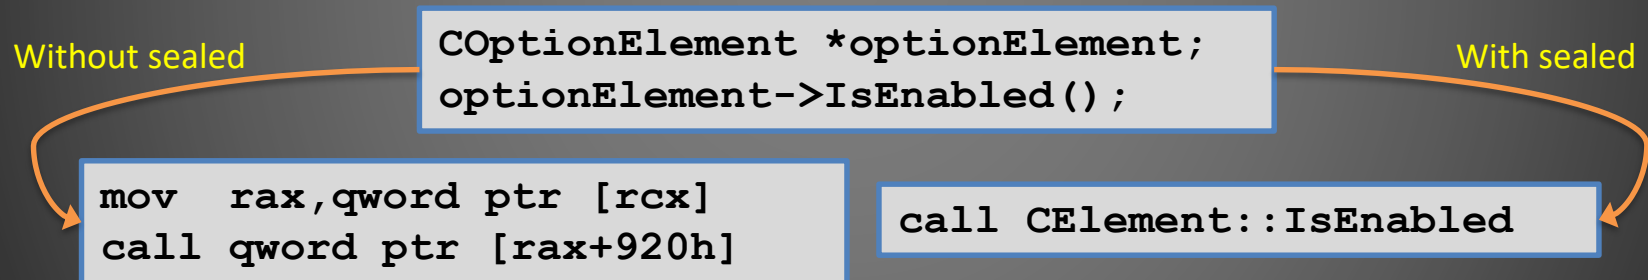 Without sealed
COptionElement *optionElement;
optionElement->IsEnabled();
With sealed
mov  rax,qword ptr [rcx]
call qword ptr [rax+920h]
call CElement::IsEnabled